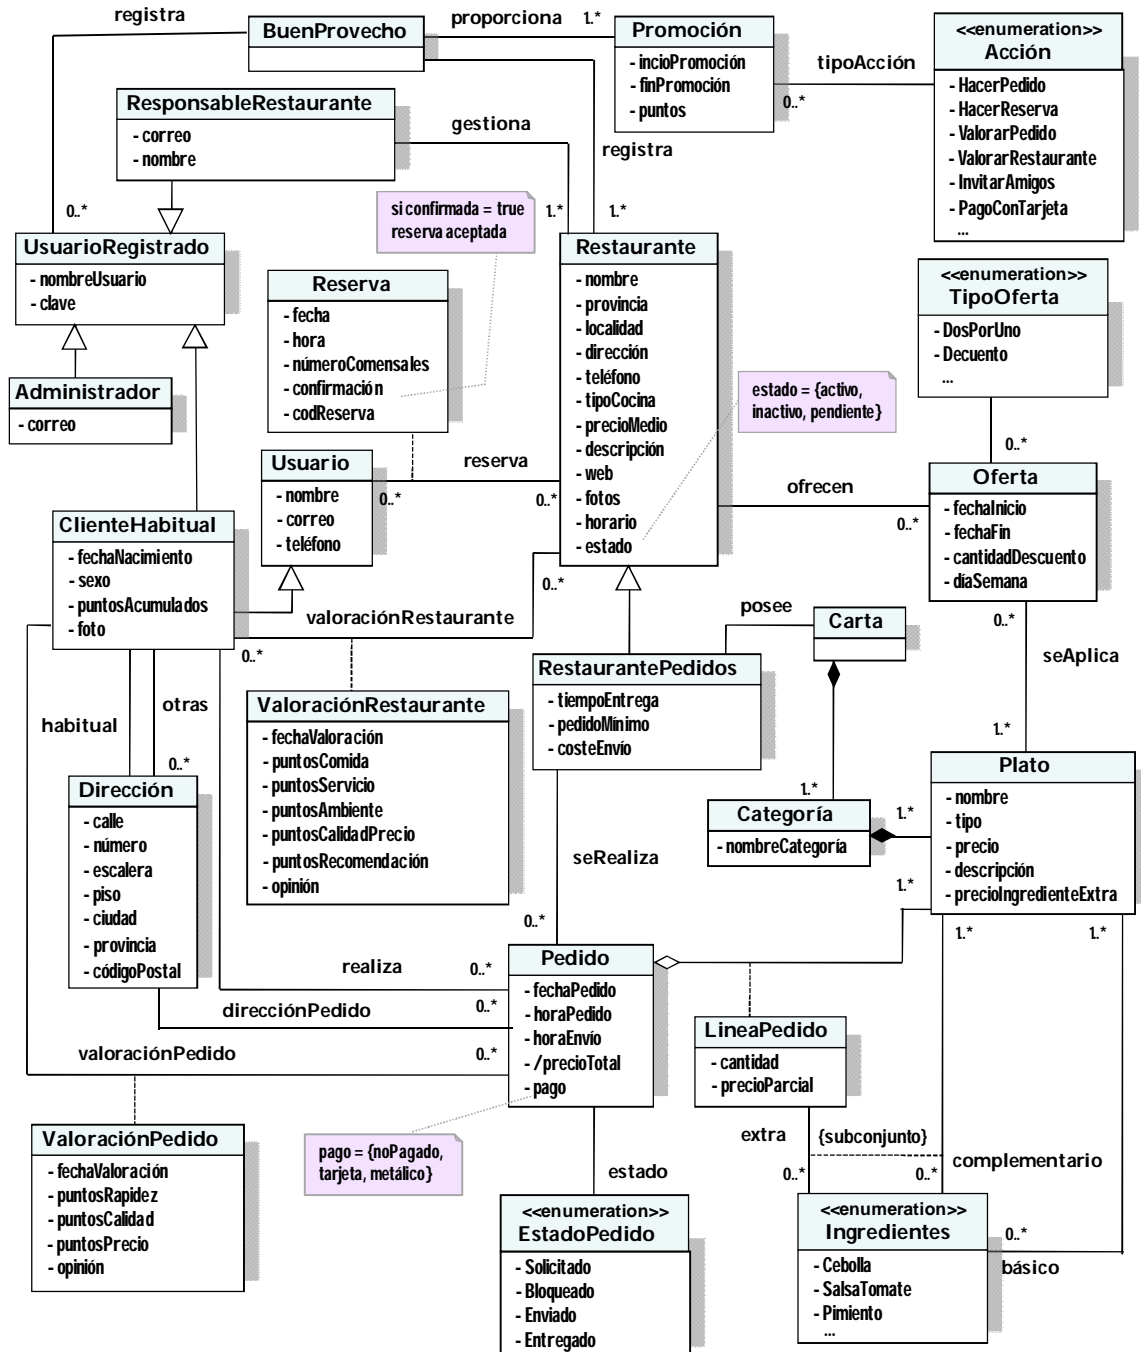 registra
BuenProvecho
proporciona
1..*
Promoción
- incioPromoción
- finPromoción
- puntos
tipoAcción
0..*
<<enumeration>>
Acción
- HacerPedido
- HacerReserva
- ValorarPedido
- ValorarRestaurante
- InvitarAmigos
- PagoConTarjeta
...
ResponsableRestaurante
- correo
- nombre
gestiona
registra
0..*
1..*
1..*
si confirmada = true
reserva aceptada
UsuarioRegistrado
- nombreUsuario
- clave
Reserva
- fecha
- hora
- númeroComensales
- confirmación
- codReserva
Restaurante
- nombre
- provincia
- localidad
- dirección
- teléfono
- tipoCocina
- precioMedio
- descripción
- web
- fotos
- horario
- estado
<<enumeration>>
TipoOferta
- DosPorUno
- Decuento
...
estado = {activo,
inactivo, pendiente}
Administrador
- correo
Usuario
- nombre
- correo
- teléfono
reserva
0..*
0..*
ofrecen
0..*
0..*
Oferta
- fechaInicio
- fechaFin
- cantidadDescuento
- díaSemana
ClienteHabitual
- fechaNacimiento
- sexo
- puntosAcumulados
- foto
0..*
valoraciónRestaurante
0..*
posee
Carta
0..*
seAplica
1..*
RestaurantePedidos
- tiempoEntrega
- pedidoMínimo
- costeEnvío
habitual
otras
0..*
ValoraciónRestaurante
- fechaValoración
- puntosComida
- puntosServicio
- puntosAmbiente
- puntosCalidadPrecio
- puntosRecomendación
- opinión
Dirección
- calle
- número
- escalera
- piso
- ciudad
- provincia
- códigoPostal
1..*
Categoría
- nombreCategoría
1..*
Plato
- nombre
- tipo
- precio
- descripción
- precioIngredienteExtra
seRealiza
0..*
1..*
1..*
1..*
realiza
0..*
direcciónPedido
0..*
valoraciónPedido
0..*
Pedido
- fechaPedido
- horaPedido
- horaEnvío
- /precioTotal
- pago
LineaPedido
- cantidad
- precioParcial
ValoraciónPedido
- fechaValoración
- puntosRapidez
- puntosCalidad
- puntosPrecio
- opinión
pago = {noPagado,
tarjeta, metálico}
estado
extra
{subconjunto}
complementario
0..*
0..*
<<enumeration>>
EstadoPedido
- Solicitado
- Bloqueado
- Enviado
- Entregado
<<enumeration>>
Ingredientes
- Cebolla
- SalsaTomate
- Pimiento
...
0..*
básico